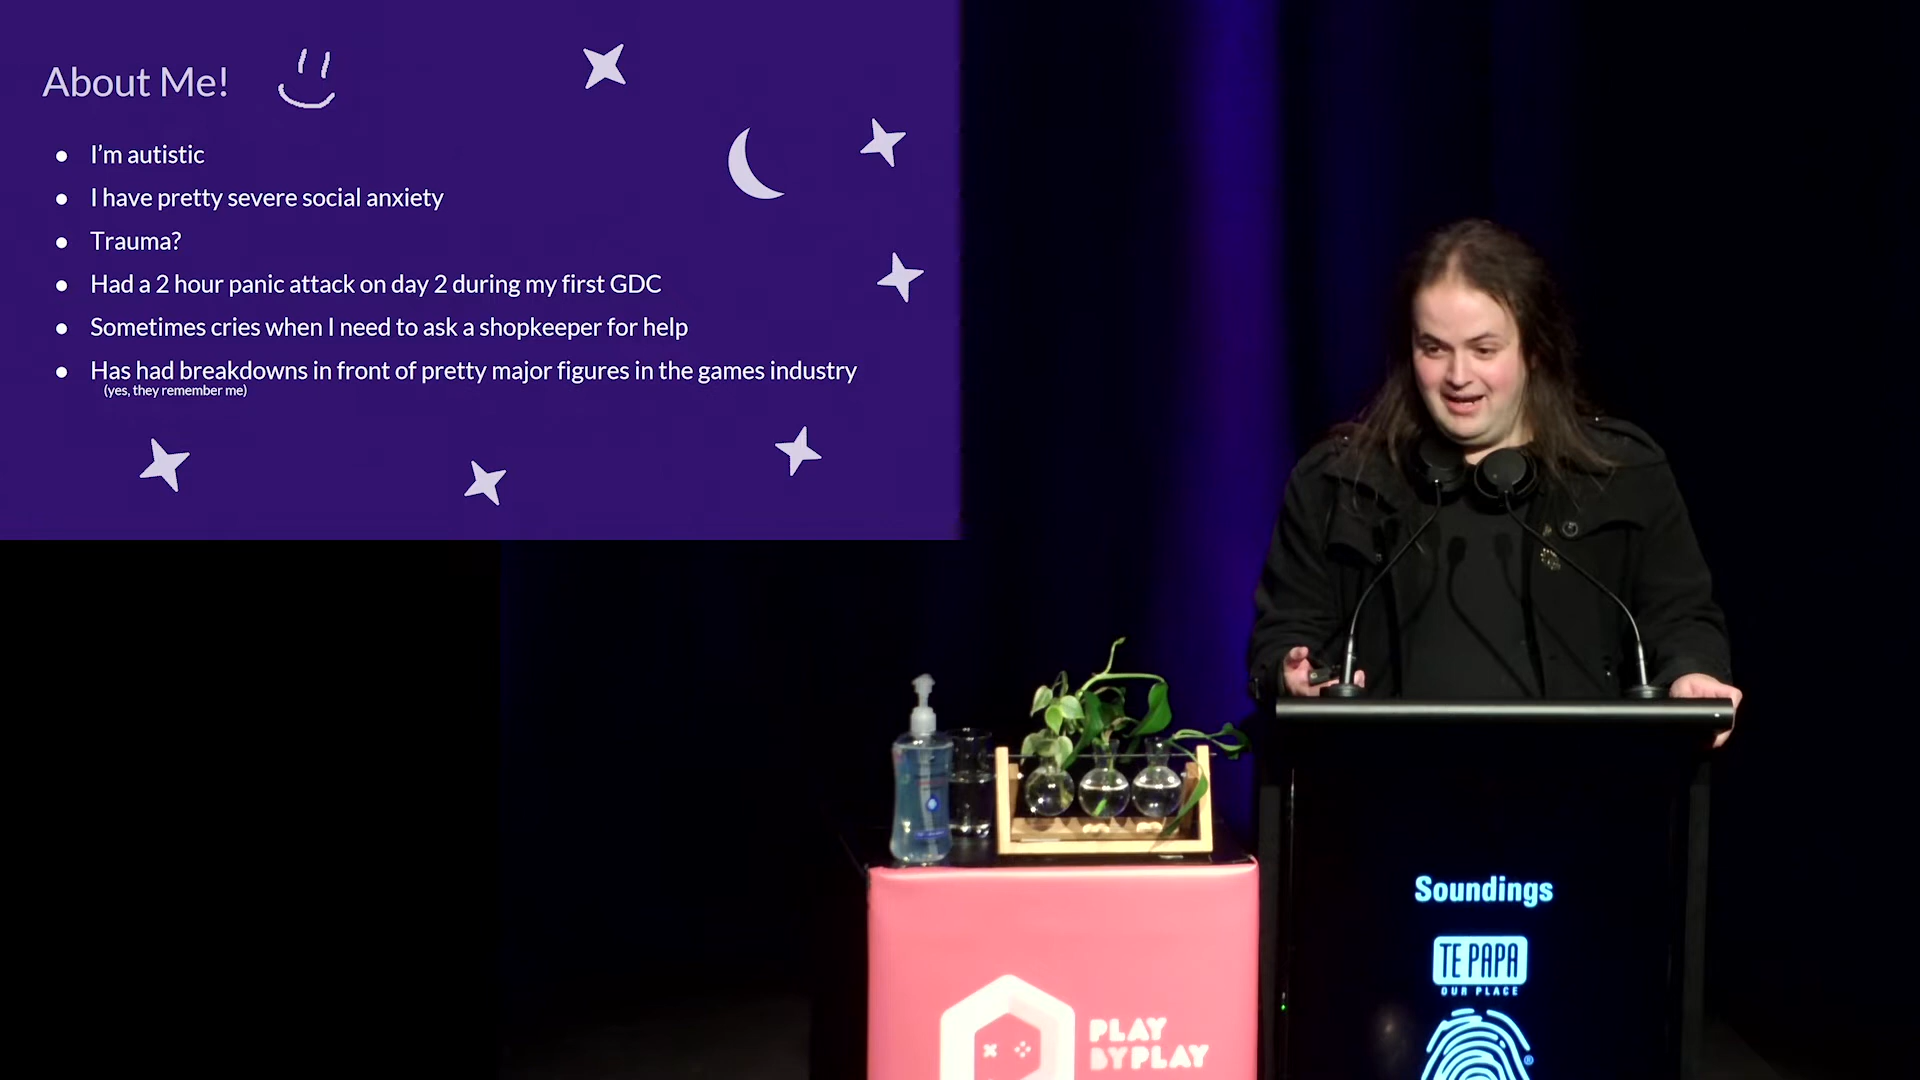 About Me!
I’m autistic
I have pretty severe social anxiety
Trauma?
Had a 2 hour panic attack on day 2 during my first GDC
Sometimes cries when I need to ask a shopkeeper for help
Has had breakdowns in front of pretty major figures in the games industry
(yes, they remember me)
Soundings
TE PAPA
OUR PLACE
®
PLAY
BYPLAY